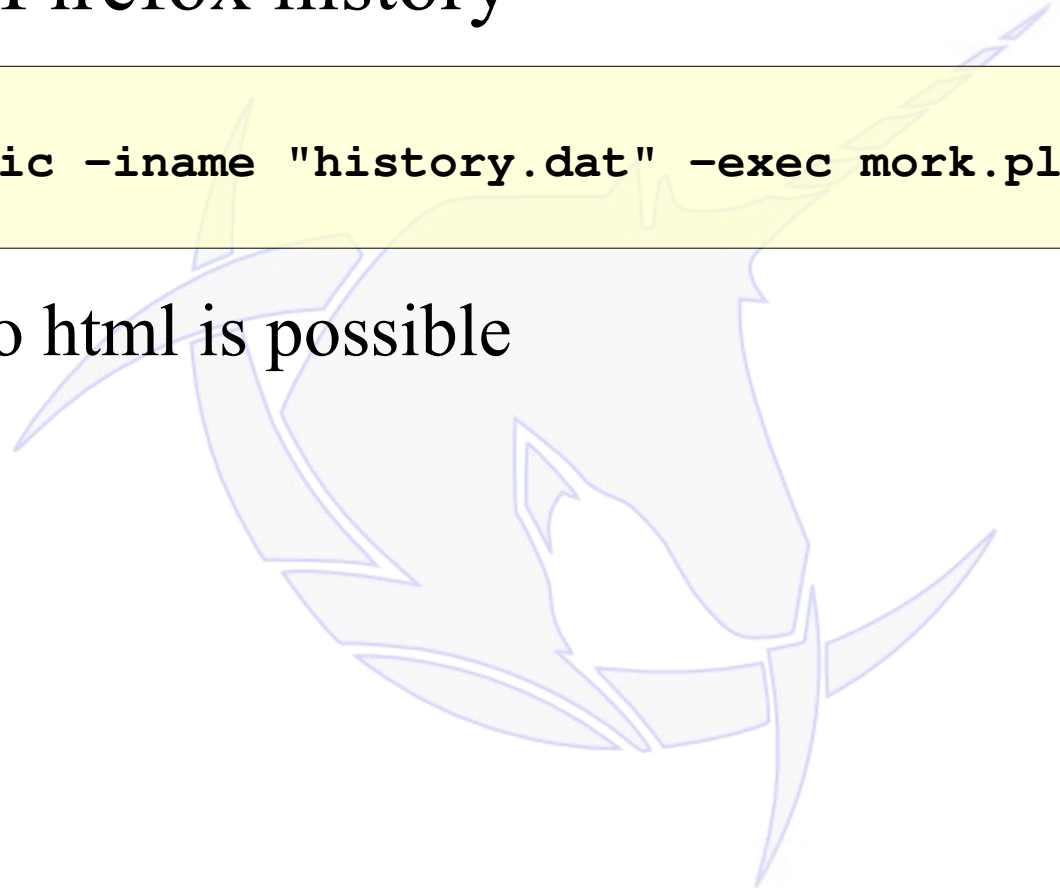 Firefox history
ic –iname "history.dat" –exec mork.pl
o html is possible